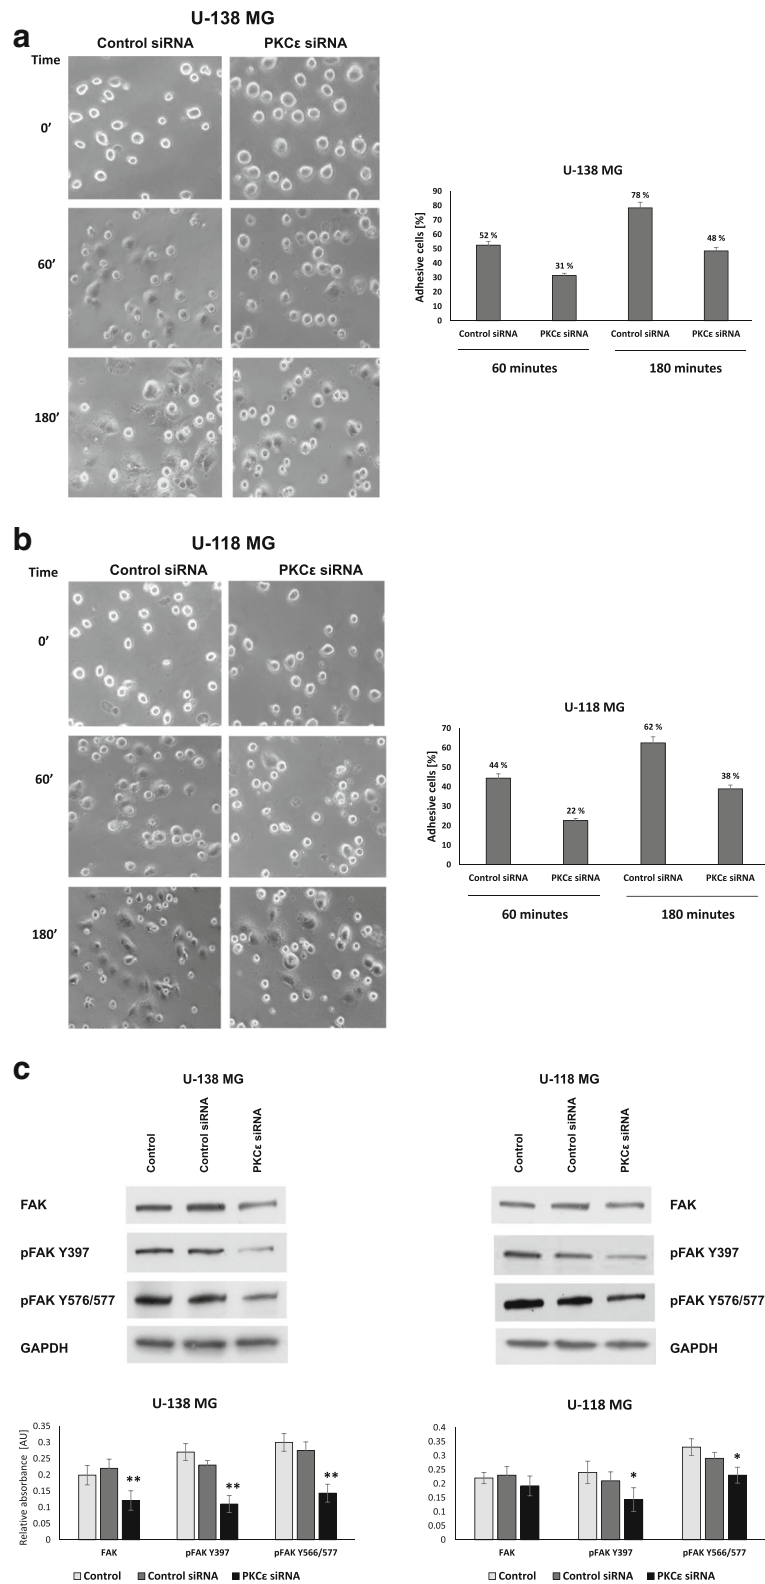 a
U-138 MG
Control siRNA PKCε siRNA
Time
0’
60’
180’
U-138 MG
Adhesive cells [%]
90
80
70
60
50
40
30
20
10
0
52 %
31 %
78 %
48 %
Control siRNA PKCε siRNA Control siRNA PKCε siRNA
60 minutes 180 minutes
b
U-118 MG
Control siRNA PKCε siRNA
Time
0’
60’
180’
U-118 MG
Adhesive cells [%]
70
60
50
40
30
20
10
0
44 %
22 %
62 %
38 %
Control siRNA PKCε siRNA Control siRNA PKCε siRNA
60 minutes 180 minutes
c
U-138 MG
Control
Control siRNA
PKCε siRNA
FAK
pFAK Y397
pFAK Y576/577
GAPDH
U-118 MG
Control
Control siRNA
PKCε siRNA
FAK
pFAK Y397
pFAK Y576/577
GAPDH
U-138 MG
Relative absorbance [AU]
0.35
0.3
0.25
0.2
0.15
0.1
0.05
0
** ** **
FAK pFAK Y397 pFAK Y566/577
Control Control siRNA PKCε siRNA
U-118 MG
0.4
0.35
0.3
0.25
0.2
0.15
0.1
0.05
0
* *
FAK pFAK Y397 pFAK Y566/577
Control Control siRNA PKCε siRNA